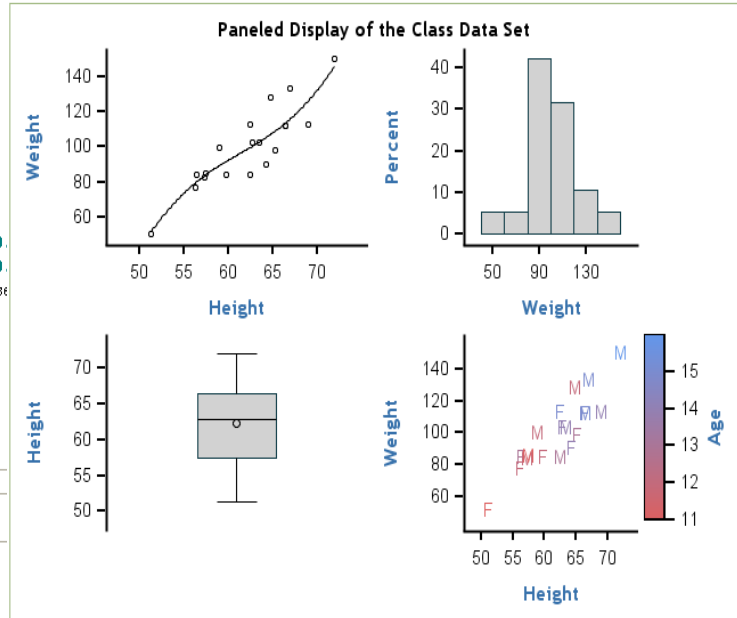 Paneled Display of the Class Data Set
Weight
140
120
100
80
60
50 55 60 65 70
Height
Percent
40
30
20
10
0
50 90 130
Weight
Height
70
65
60
55
50
Weight
140
120
100
80
60
M
M
M
F
M
M
M
F
F
M
F
50 55 60 65 70
Height
15
14
13
12
11
Age